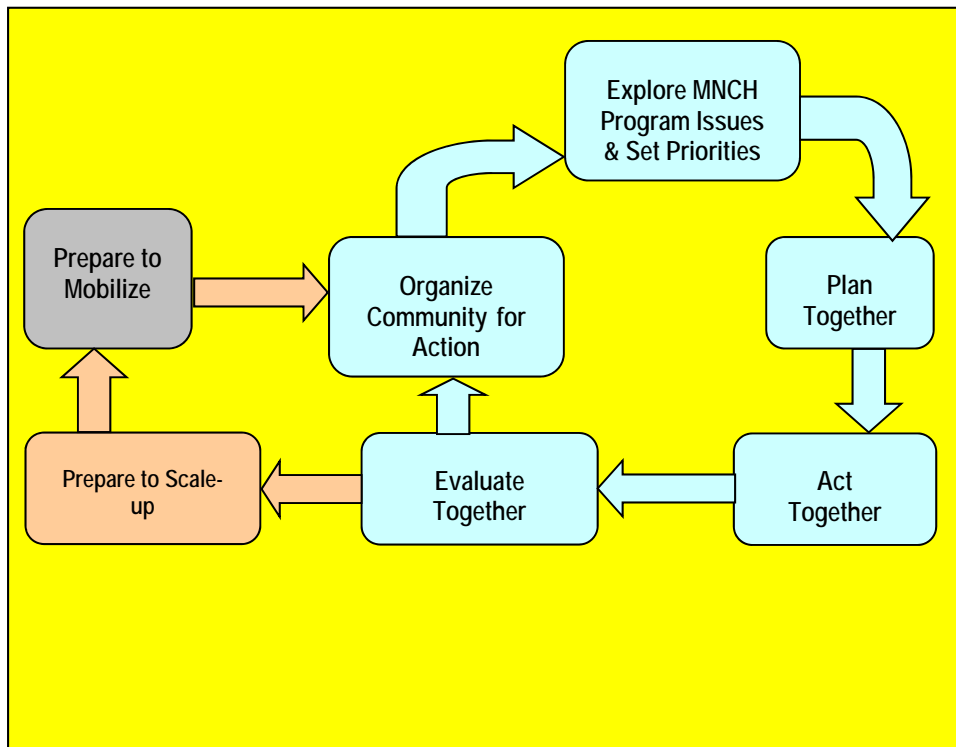 Explore MNCH
Program Issues
& Set Priorities
Prepare to
Mobilize
Organize
Community for
Action
Plan
Together
Prepare to Scale-
up
Evaluate
Together
Act
Together